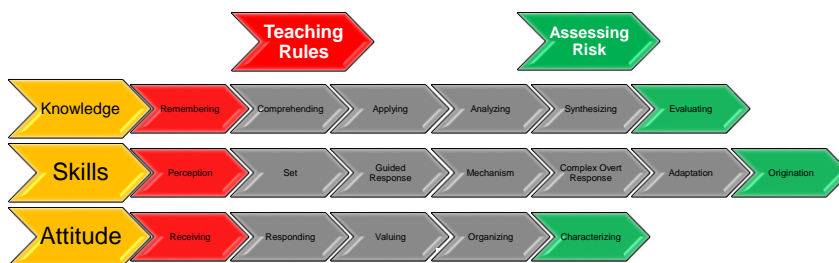 Teaching
Rules
Assessing
Risk
Knowledge
Remembering
Comprehending
Applying
Analyzing
Synthesizing
Evaluating
Skills
Perception
Set
Guided
Response
Mechanism
Complex Overt
Response
Adaptation
Origination
Attitude
Receiving
Responding
Valuing
Organizing
Characterizing